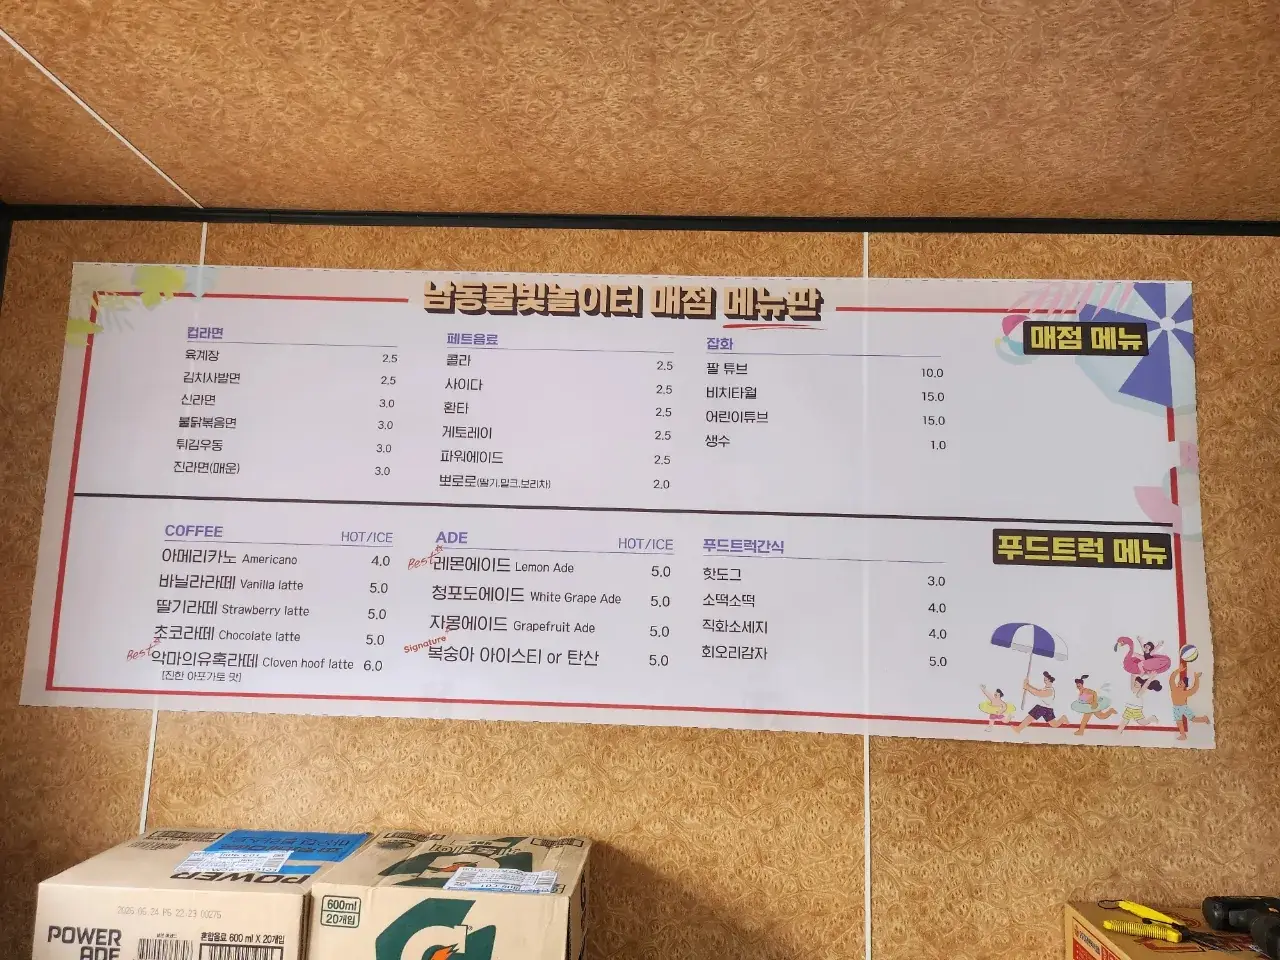 남동물빛놀이터 매점 메뉴판
매점 메뉴
컵라면
육계장 2.5
김치사발면 2.5
신라면 3.0
불닭볶음면 3.0
튀김우동 3.0
진라면(매운) 3.0
페트음료
콜라 2.5
사이다 2.5
환타 2.5
게토레이 2.5
파워에이드 2.5
뽀로로(딸기,밀크,보리차) 2.0
잡화
팔 튜브 10.0
비치타월 15.0
어린이튜브 15.0
생수 1.0
푸드트럭 메뉴
COFFEE HOT/ICE
아메리카노 Americano 4.0
바닐라라떼 Vanilla latte 5.0
딸기라떼 Strawberry latte 5.0
초코라떼 Chocolate latte 5.0
Best
악마의유혹라떼 Cloven hoof latte 6.0
[진한 아포가토 맛]
ADE HOT/ICE
Best
레몬에이드 Lemon Ade 5.0
청포도에이드 White Grape Ade 5.0
자몽에이드 Grapefruit Ade 5.0
Signature
복숭아 아이스티 or 탄산 5.0
푸드트럭간식
핫도그 3.0
소떡소떡 4.0
직화소세지 4.0
회오리감자 5.0
POWER
POWER
ADE
혼합음료 600 ml X 20개입
600ml
20개입
G